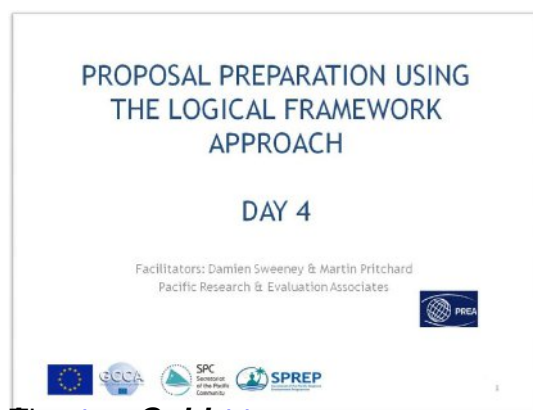 PROPOSAL PREPARATION USING
THE LOGICAL FRAMEWORK
APPROACH
DAY 4
Facilitators: Damien Sweeney & Martin Pritchard
Pacific Research & Evaluation Associates
PREA
GCCA
SPC
Secretariat
of the Pacific
Community
SPREP
1